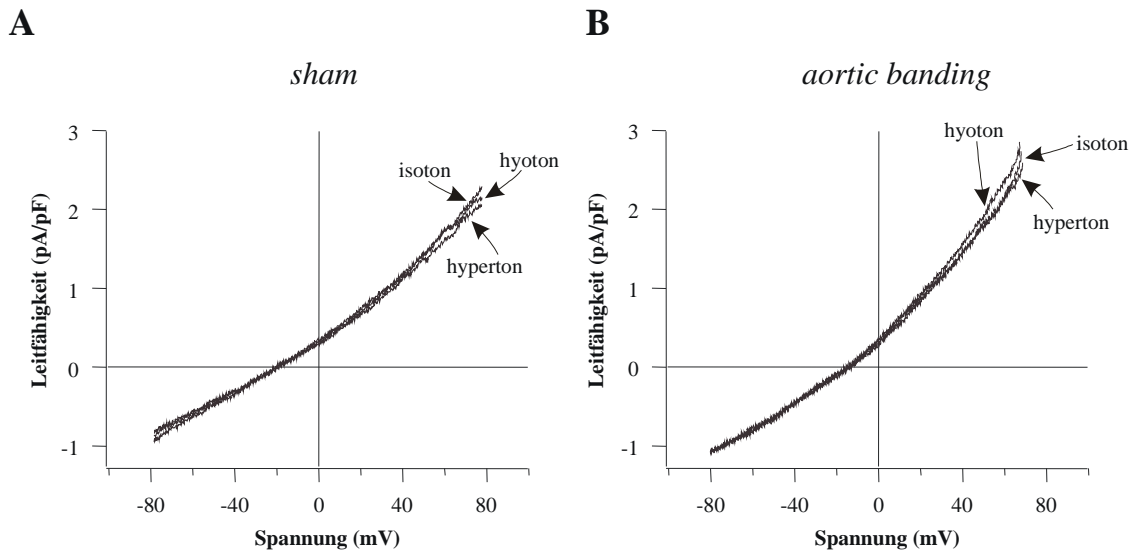 A
sham
3
2
1
0
-1
-80
-40
0
40
80
Leitfähigkeit (pA/pF)
Spannung (mV)
isoton
hyoton
hyperton
B
aortic banding
3
2
1
0
-1
-80
-40
0
40
80
Leitfähigkeit (pA/pF)
Spannung (mV)
hyoton
isoton
hyperton